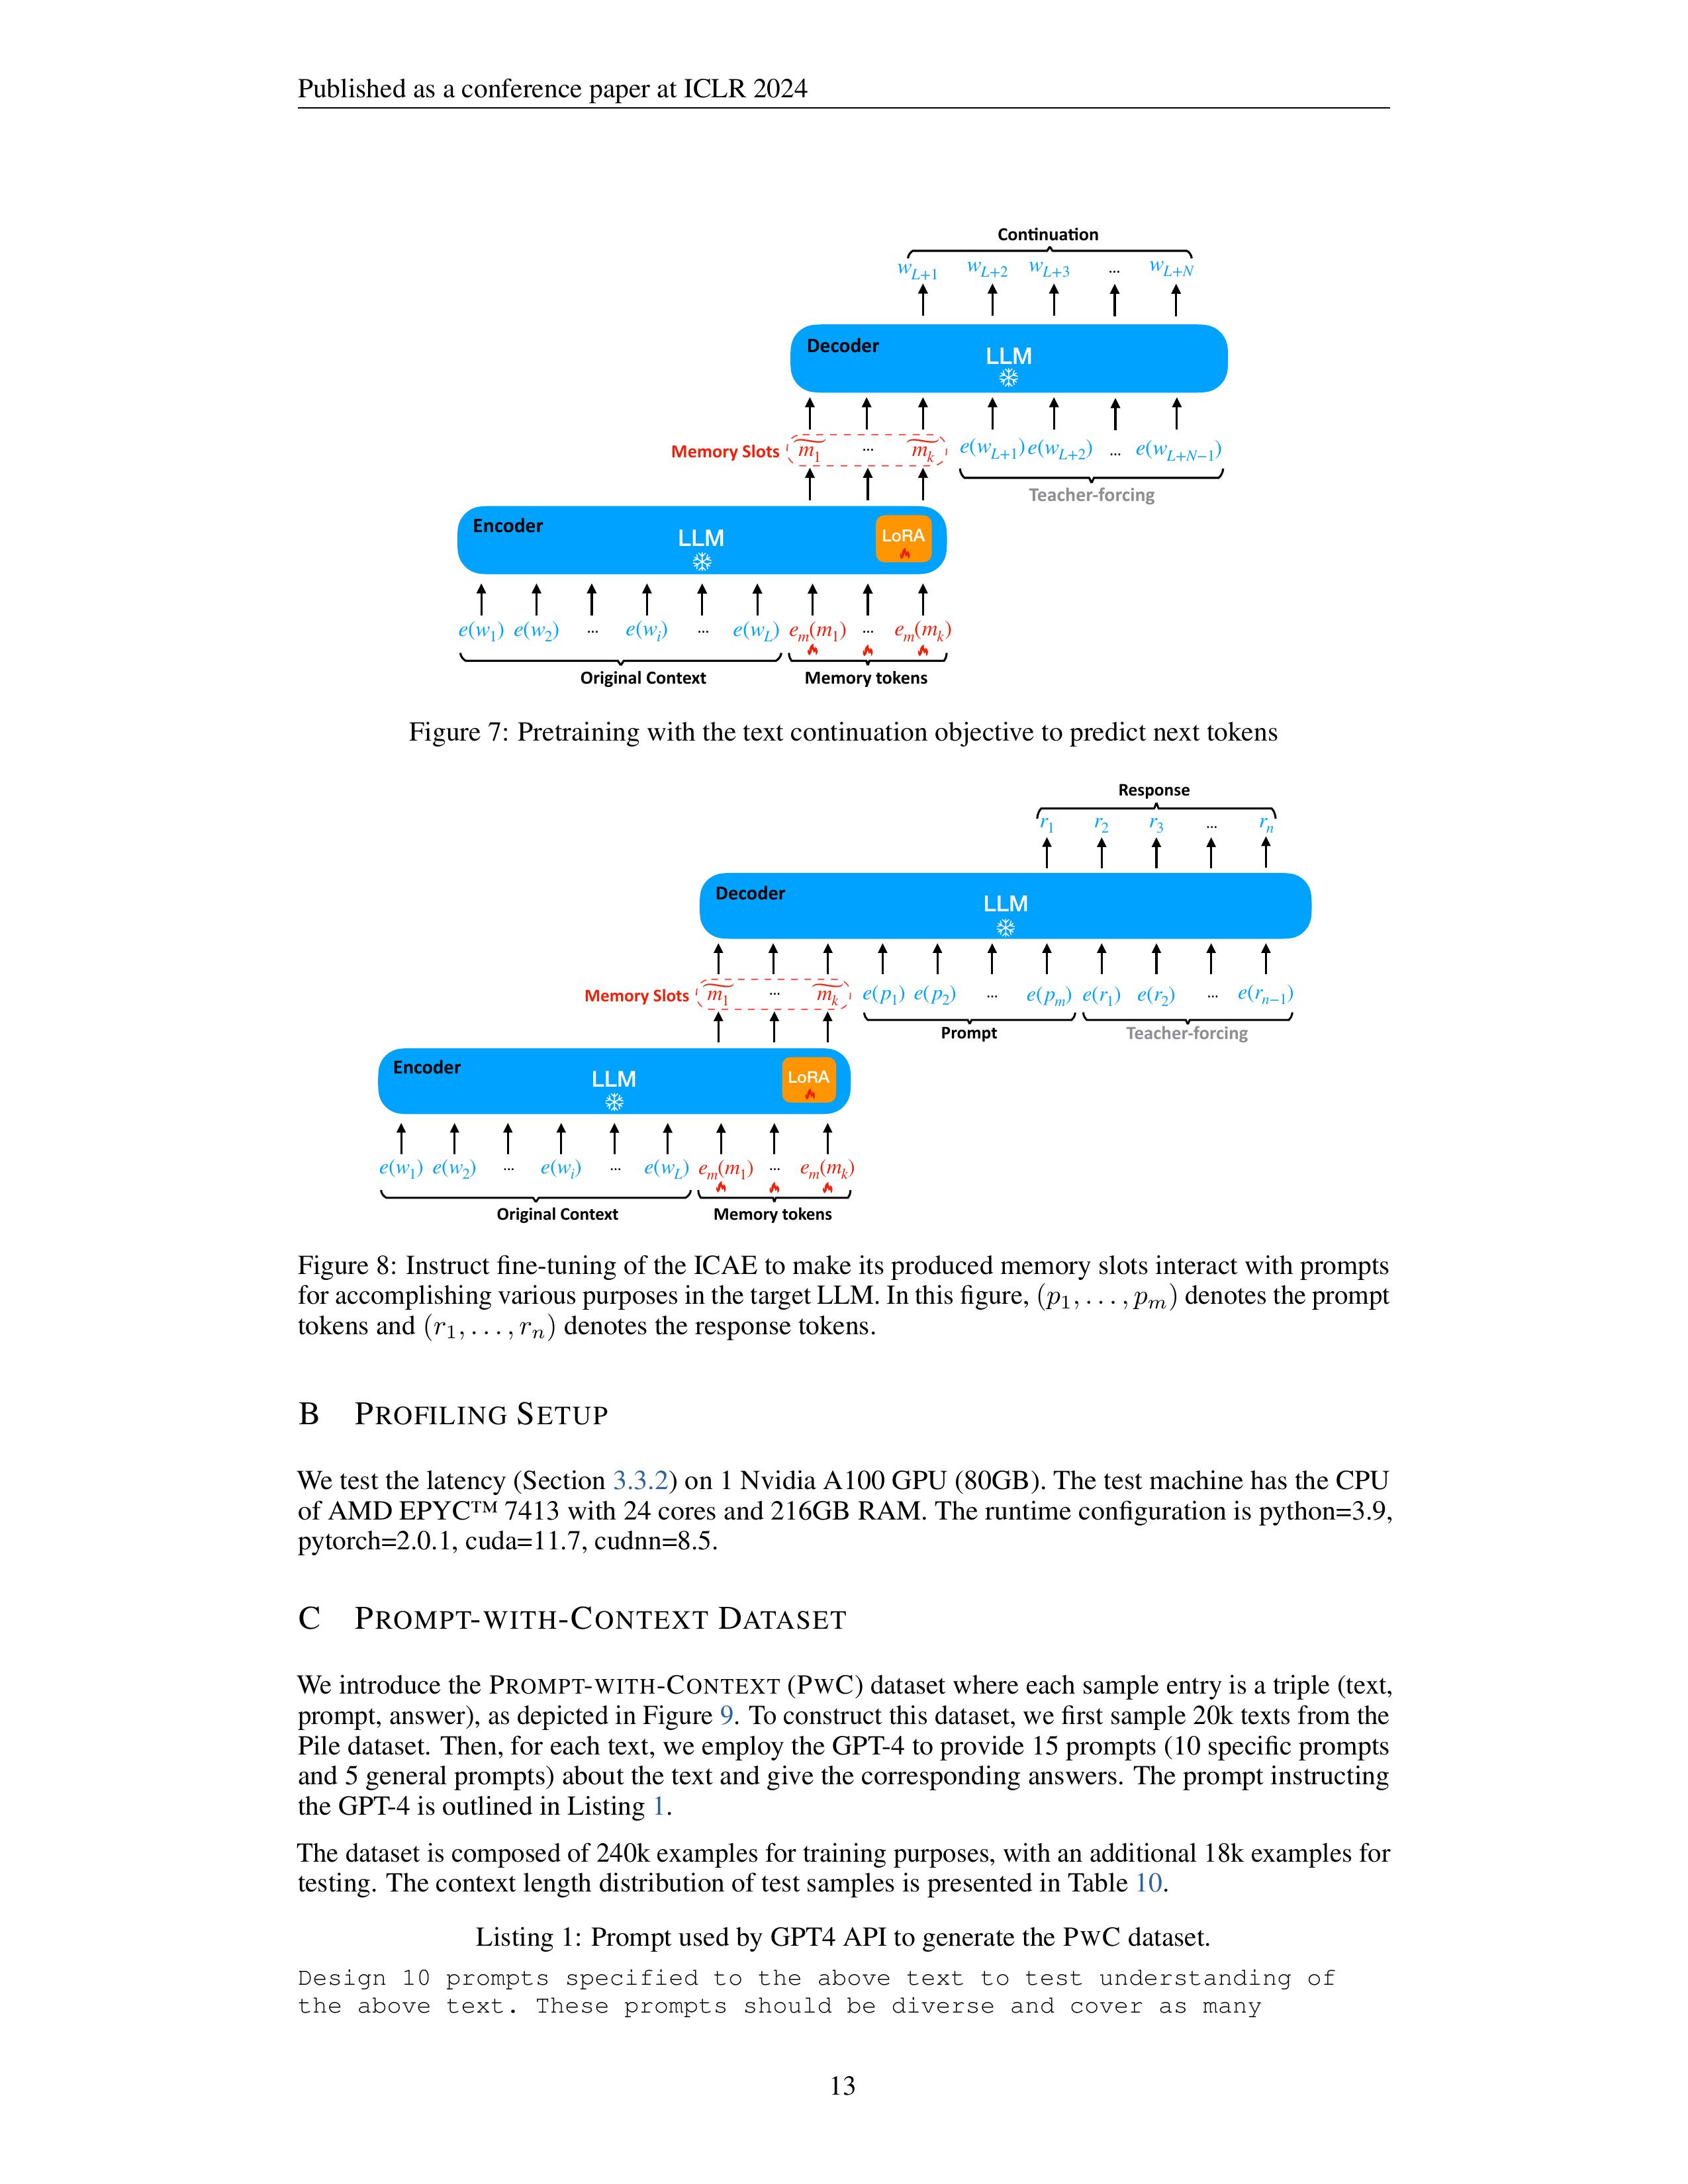 Published as a conference paper at ICLR 2024
Continuation
w_{L+1} w_{L+2} w_{L+3} ... w_{L+N}
Decoder
LLM
Memory Slots \widetilde{m_1} ... \widetilde{m_k} e(w_{L+1}) e(w_{L+2}) ... e(w_{L+N−1})
Teacher-forcing
Encoder
LLM
LoRA
e(w_1) e(w_2) ... e(w_i) ... e(w_L) e_m(m_1) ... e_m(m_k)
Original Context Memory tokens
Figure 7: Pretraining with the text continuation objective to predict next tokens
Response
r_1 r_2 r_3 ... r_n
Decoder
LLM
Memory Slots \widetilde{m_1} ... \widetilde{m_k} e(p_1) e(p_2) ... e(p_m) e(r_1) e(r_2) ... e(r_{n−1})
Prompt Teacher-forcing
Encoder
LLM
LoRA
e(w_1) e(w_2) ... e(w_i) ... e(w_L) e_m(m_1) ... e_m(m_k)
Original Context Memory tokens
Figure 8: Instruct fine-tuning of the ICAE to make its produced memory slots interact with prompts
for accomplishing various purposes in the target LLM. In this figure, (p_1, . . . , p_m) denotes the prompt
tokens and (r_1, . . . , r_n) denotes the response tokens.
B PROFILING SETUP
We test the latency (Section 3.3.2) on 1 Nvidia A100 GPU (80GB). The test machine has the CPU
of AMD EPYC™ 7413 with 24 cores and 216GB RAM. The runtime configuration is python=3.9,
pytorch=2.0.1, cuda=11.7, cudnn=8.5.
C PROMPT-WITH-CONTEXT DATASET
We introduce the PROMPT-WITH-CONTEXT (PWC) dataset where each sample entry is a triple (text,
prompt, answer), as depicted in Figure 9. To construct this dataset, we first sample 20k texts from the
Pile dataset. Then, for each text, we employ the GPT-4 to provide 15 prompts (10 specific prompts
and 5 general prompts) about the text and give the corresponding answers. The prompt instructing
the GPT-4 is outlined in Listing 1.
The dataset is composed of 240k examples for training purposes, with an additional 18k examples for
testing. The context length distribution of test samples is presented in Table 10.
Listing 1: Prompt used by GPT4 API to generate the PWC dataset.
Design 10 prompts specified to the above text to test understanding of
the above text. These prompts should be diverse and cover as many
13